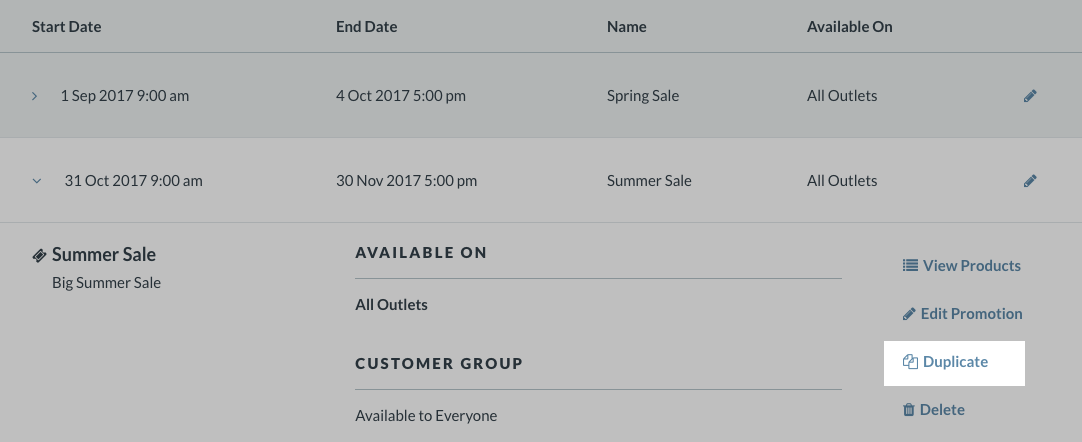 Start Date End Date Name Available On
1 Sep 2017 9:00 am 4 Oct 2017 5:00 pm Spring Sale All Outlets
31 Oct 2017 9:00 am 30 Nov 2017 5:00 pm Summer Sale All Outlets
Summer Sale
Big Summer Sale
AVAILABLE ON
All Outlets
CUSTOMER GROUP
Available to Everyone
View Products
Edit Promotion
Duplicate
Delete